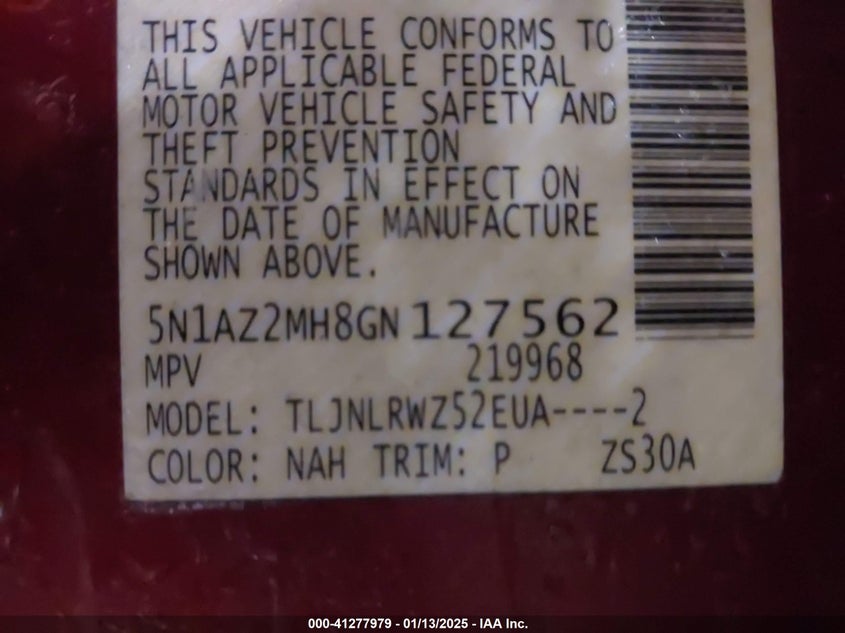 THIS VEHICLE CONFORMS TO
ALL APPLICABLE FEDERAL
MOTOR VEHICLE SAFETY AND
THEFT PREVENTION
STANDARDS IN EFFECT ON
THE DATE OF MANUFACTURE
SHOWN ABOVE.
5N1AZ2MH8GN127562
MPV 219968
MODEL: TLJNLRWZ52EUA----2
COLOR: NAH TRIM: P ZS30A
000-41277979 - 01/13/2025 - IAA Inc.